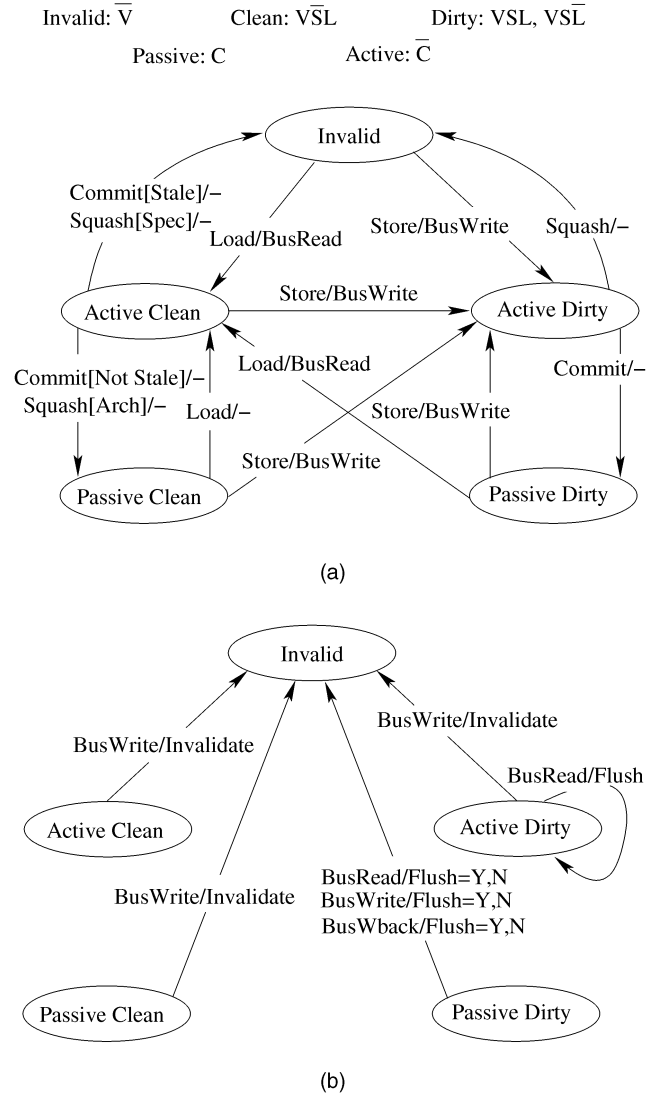 Invalid: V̅ Clean: VS̅L Dirty: VSL, VSL̅
Passive: C Active: C̅
Invalid
Commit[Stale]/−
Squash[Spec]/−
Load/BusRead
Store/BusWrite
Squash/−
Active Clean
Store/BusWrite
Active Dirty
Commit[Not Stale]/−
Squash[Arch]/−
Load/−
Load/BusRead
Store/BusWrite
Commit/−
Store/BusWrite
Passive Clean
Passive Dirty
(a)
Invalid
BusWrite/Invalidate
BusWrite/Invalidate
BusRead/Flush
Active Clean
Active Dirty
BusWrite/Invalidate
BusRead/Flush=Y,N
BusWrite/Flush=Y,N
BusWback/Flush=Y,N
Passive Clean
Passive Dirty
(b)